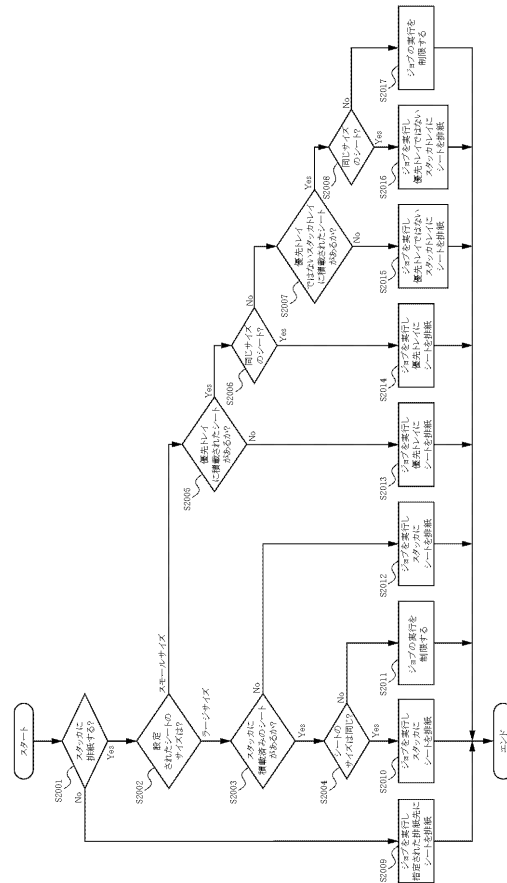 スタート
スタッカに
排紙する?
S2001
No
Yes
設定
されたシートの
サイズは?
S2002
スモールサイズ
ラージサイズ
スタッカに
積載済みのシート
があるか?
S2003
No
Yes
シートの
サイズは同じ?
S2004
No
Yes
優先トレイ
に積載されたシート
があるか?
S2005
Yes
No
同じサイズ
のシート?
S2006
No
Yes
優先トレイ
ではないスタッカトレイ
に積載されたシート
があるか?
S2007
Yes
No
同じサイズ
のシート?
S2008
No
Yes
S2009
ジョブを実行し
指定された排紙先に
シートを排紙
S2010
ジョブを実行し
スタッカに
シートを排紙
S2011
ジョブの実行を
制限する
S2012
ジョブを実行し
スタッカに
シートを排紙
S2013
ジョブを実行し
優先トレイに
シートを排紙
S2014
ジョブを実行し
優先トレイに
シートを排紙
S2015
ジョブを実行し
優先トレイではない
スタッカトレイに
シートを排紙
S2016
ジョブを実行し
優先トレイではない
スタッカトレイに
シートを排紙
S2017
ジョブの実行を
制限する
エンド